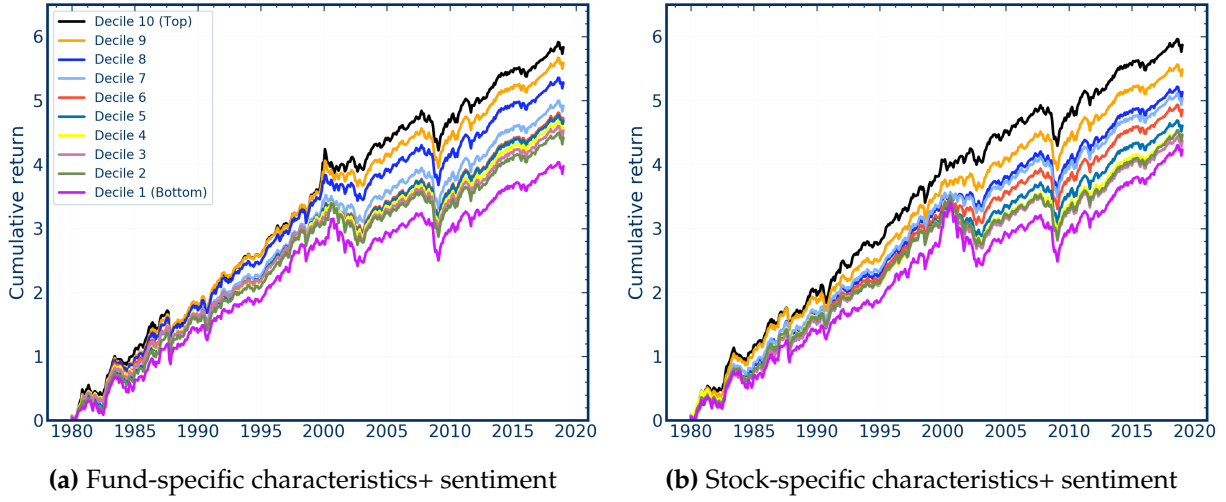 Decile 10 (Top)
Decile 9
Decile 8
Decile 7
Decile 6
Decile 5
Decile 4
Decile 3
Decile 2
Decile 1 (Bottom)
Cumulative return
6
5
4
3
2
1
0
1980 1985 1990 1995 2000 2005 2010 2015 2020
(a) Fund-specific characteristics+ sentiment
Cumulative return
6
5
4
3
2
1
0
1980 1985 1990 1995 2000 2005 2010 2015 2020
(b) Stock-specific characteristics+ sentiment